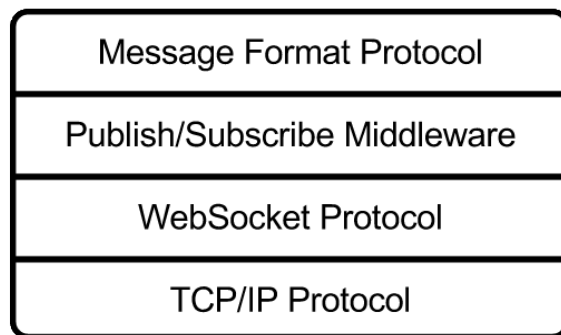 Message Format Protocol
Publish/Subscribe Middleware
WebSocket Protocol
TCP/IP Protocol